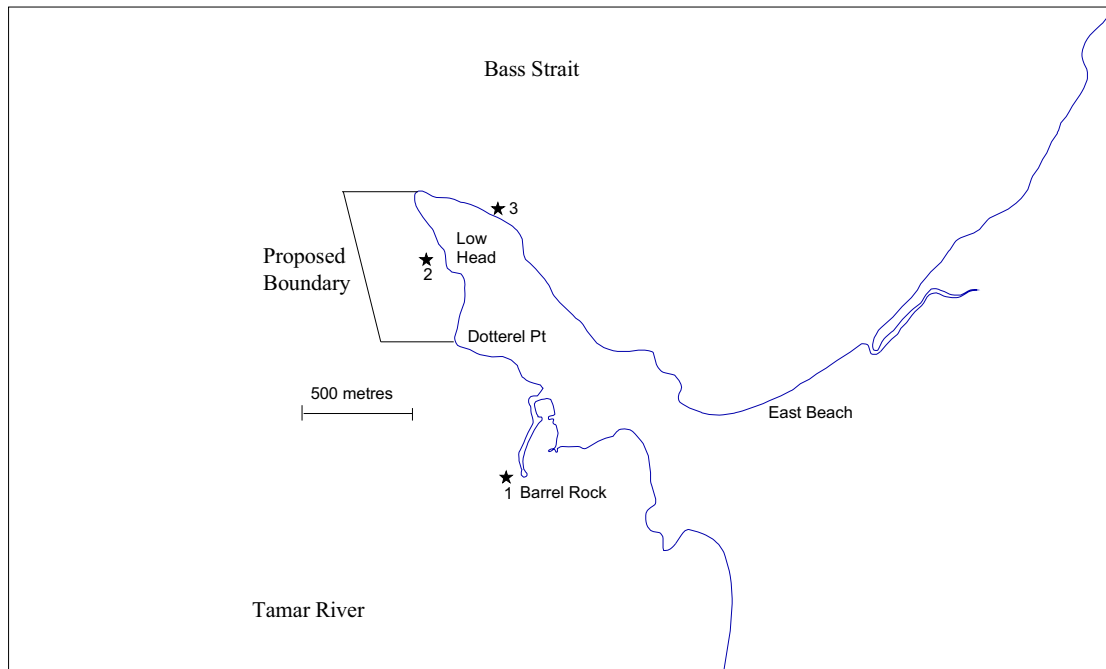 Bass Strait
3
Low
Head
Proposed
Boundary
2
Dotterel Pt
500 metres
East Beach
1 Barrel Rock
Tamar River